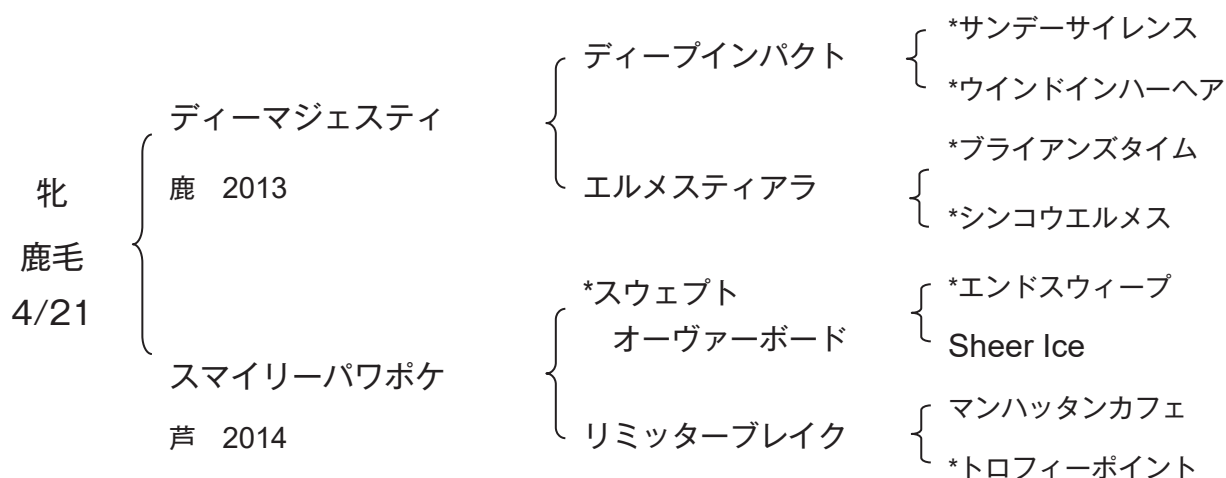 牝
鹿毛
4/21
ディーマジェスティ
鹿 2013
スマイリーパワポケ
芦 2014
ディープインパクト
エルメスティアラ
*スウェプト
オーヴァーボード
リミッターブレイク
*サンデーサイレンス
*ウインドインハーヘア
*ブライアンズタイム
*シンコウエルメス
*エンドスウィープ
Sheer Ice
マンハッタンカフェ
*トロフィーポイント